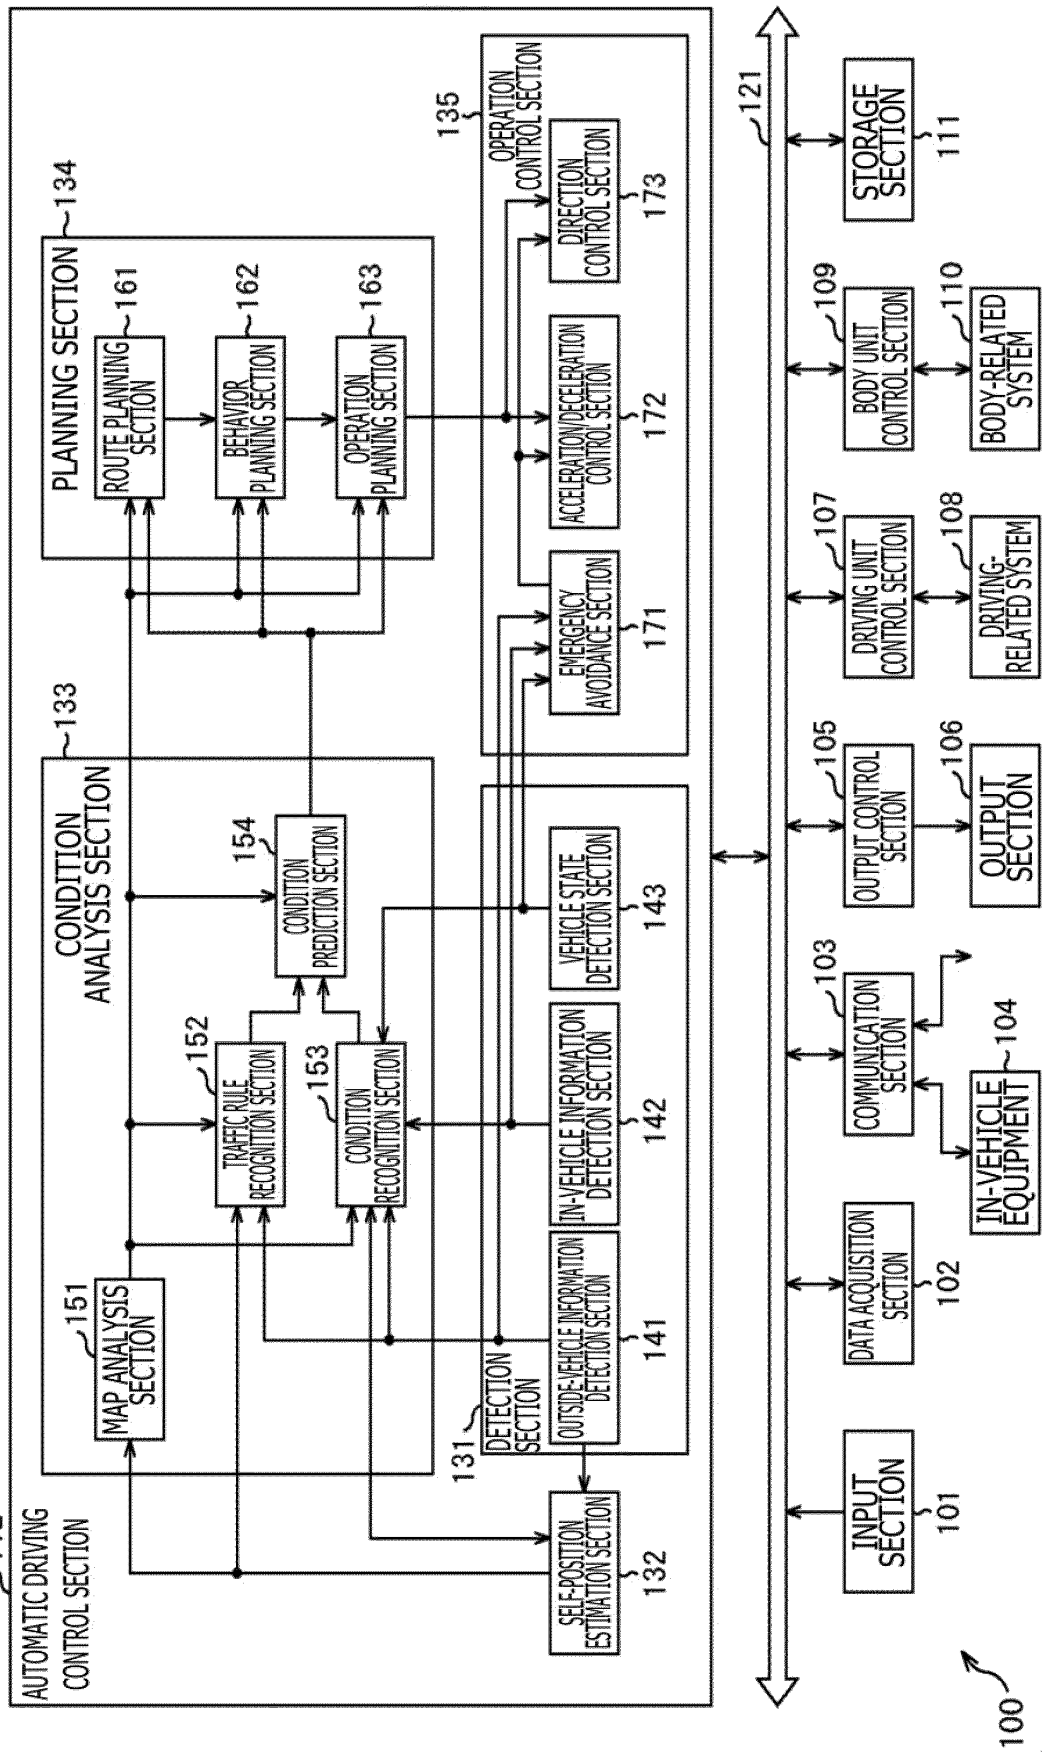 AUTOMATIC DRIVING
CONTROL SECTION
151
MAP ANALYSIS
SECTION
CONDITION
ANALYSIS SECTION
133
152
TRAFFIC RULE
RECOGNITION SECTION
153
CONDITION
RECOGNITION SECTION
154
CONDITION
PREDICTION SECTION
PLANNING SECTION
134
ROUTE PLANNING
SECTION
161
BEHAVIOR
PLANNING SECTION
162
OPERATION
PLANNING SECTION
163
131
DETECTION
SECTION
SELF-POSITION
ESTIMATION SECTION
132
OUTSIDE-VEHICLE INFORMATION
DETECTION SECTION
141
IN-VEHICLE INFORMATION
DETECTION SECTION
142
VEHICLE STATE
DETECTION SECTION
143
135
OPERATION
CONTROL SECTION
EMERGENCY
AVOIDANCE SECTION
171
ACCELERATION/DECELERATION
CONTROL SECTION
172
DIRECTION
CONTROL SECTION
173
121
INPUT
SECTION
101
DATA ACQUISITION
SECTION
102
COMMUNICATION
SECTION
103
IN-VEHICLE
EQUIPMENT
104
OUTPUT CONTROL
SECTION
105
OUTPUT
SECTION
106
DRIVING UNIT
CONTROL SECTION
107
DRIVING-
RELATED SYSTEM
108
BODY UNIT
CONTROL SECTION
109
BODY-RELATED
SYSTEM
110
STORAGE
SECTION
111
100